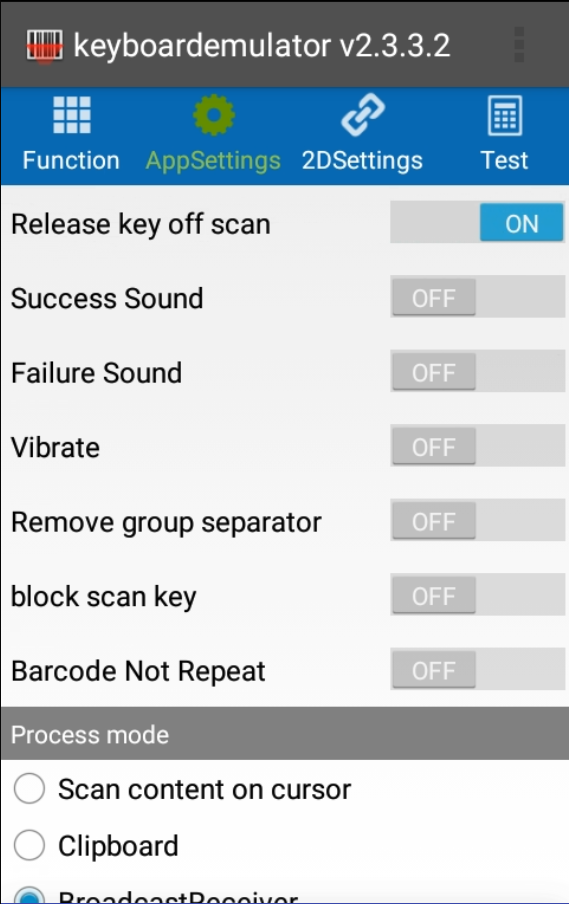 keyboardemulator v2.3.3.2
Function AppSettings 2DSettings Test
Release key off scan ON
Success Sound OFF
Failure Sound OFF
Vibrate OFF
Remove group separator OFF
block scan key OFF
Barcode Not Repeat OFF
Process mode
Scan content on cursor
Clipboard
BroadcastReceiver